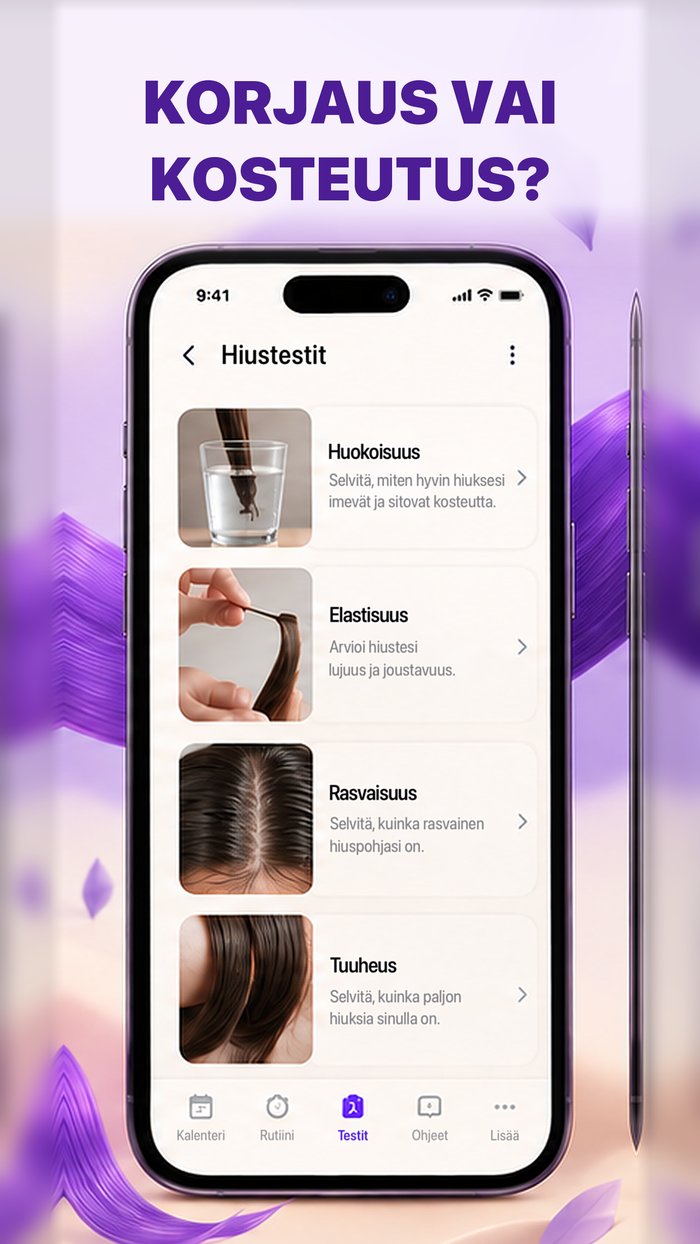 KORJAUS VAI
KOSTEUTUS?
9:41
Hiustestit
Huokoisuus
Selvitä, miten hyvin hiuksesi
imevät ja sitovat kosteutta.
Elastisuus
Arvioi hiustesi
lujuus ja joustavuus.
Rasvaisuus
Selvitä, kuinka rasvainen
hiuspohjasi on.
Tuuheus
Selvitä, kuinka paljon
hiuksia sinulla on.
Kalenteri
Rutiini
Testit
Ohjeet
Lisää